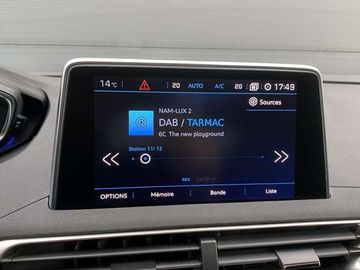 14°C 20 AUTO A/C 20 17:49
NAM-LUX 2
Sources
DAB / TARMAC
6C The new playground
Station 11/ 12
RDS
OPTIONS Mémoire Bande Liste